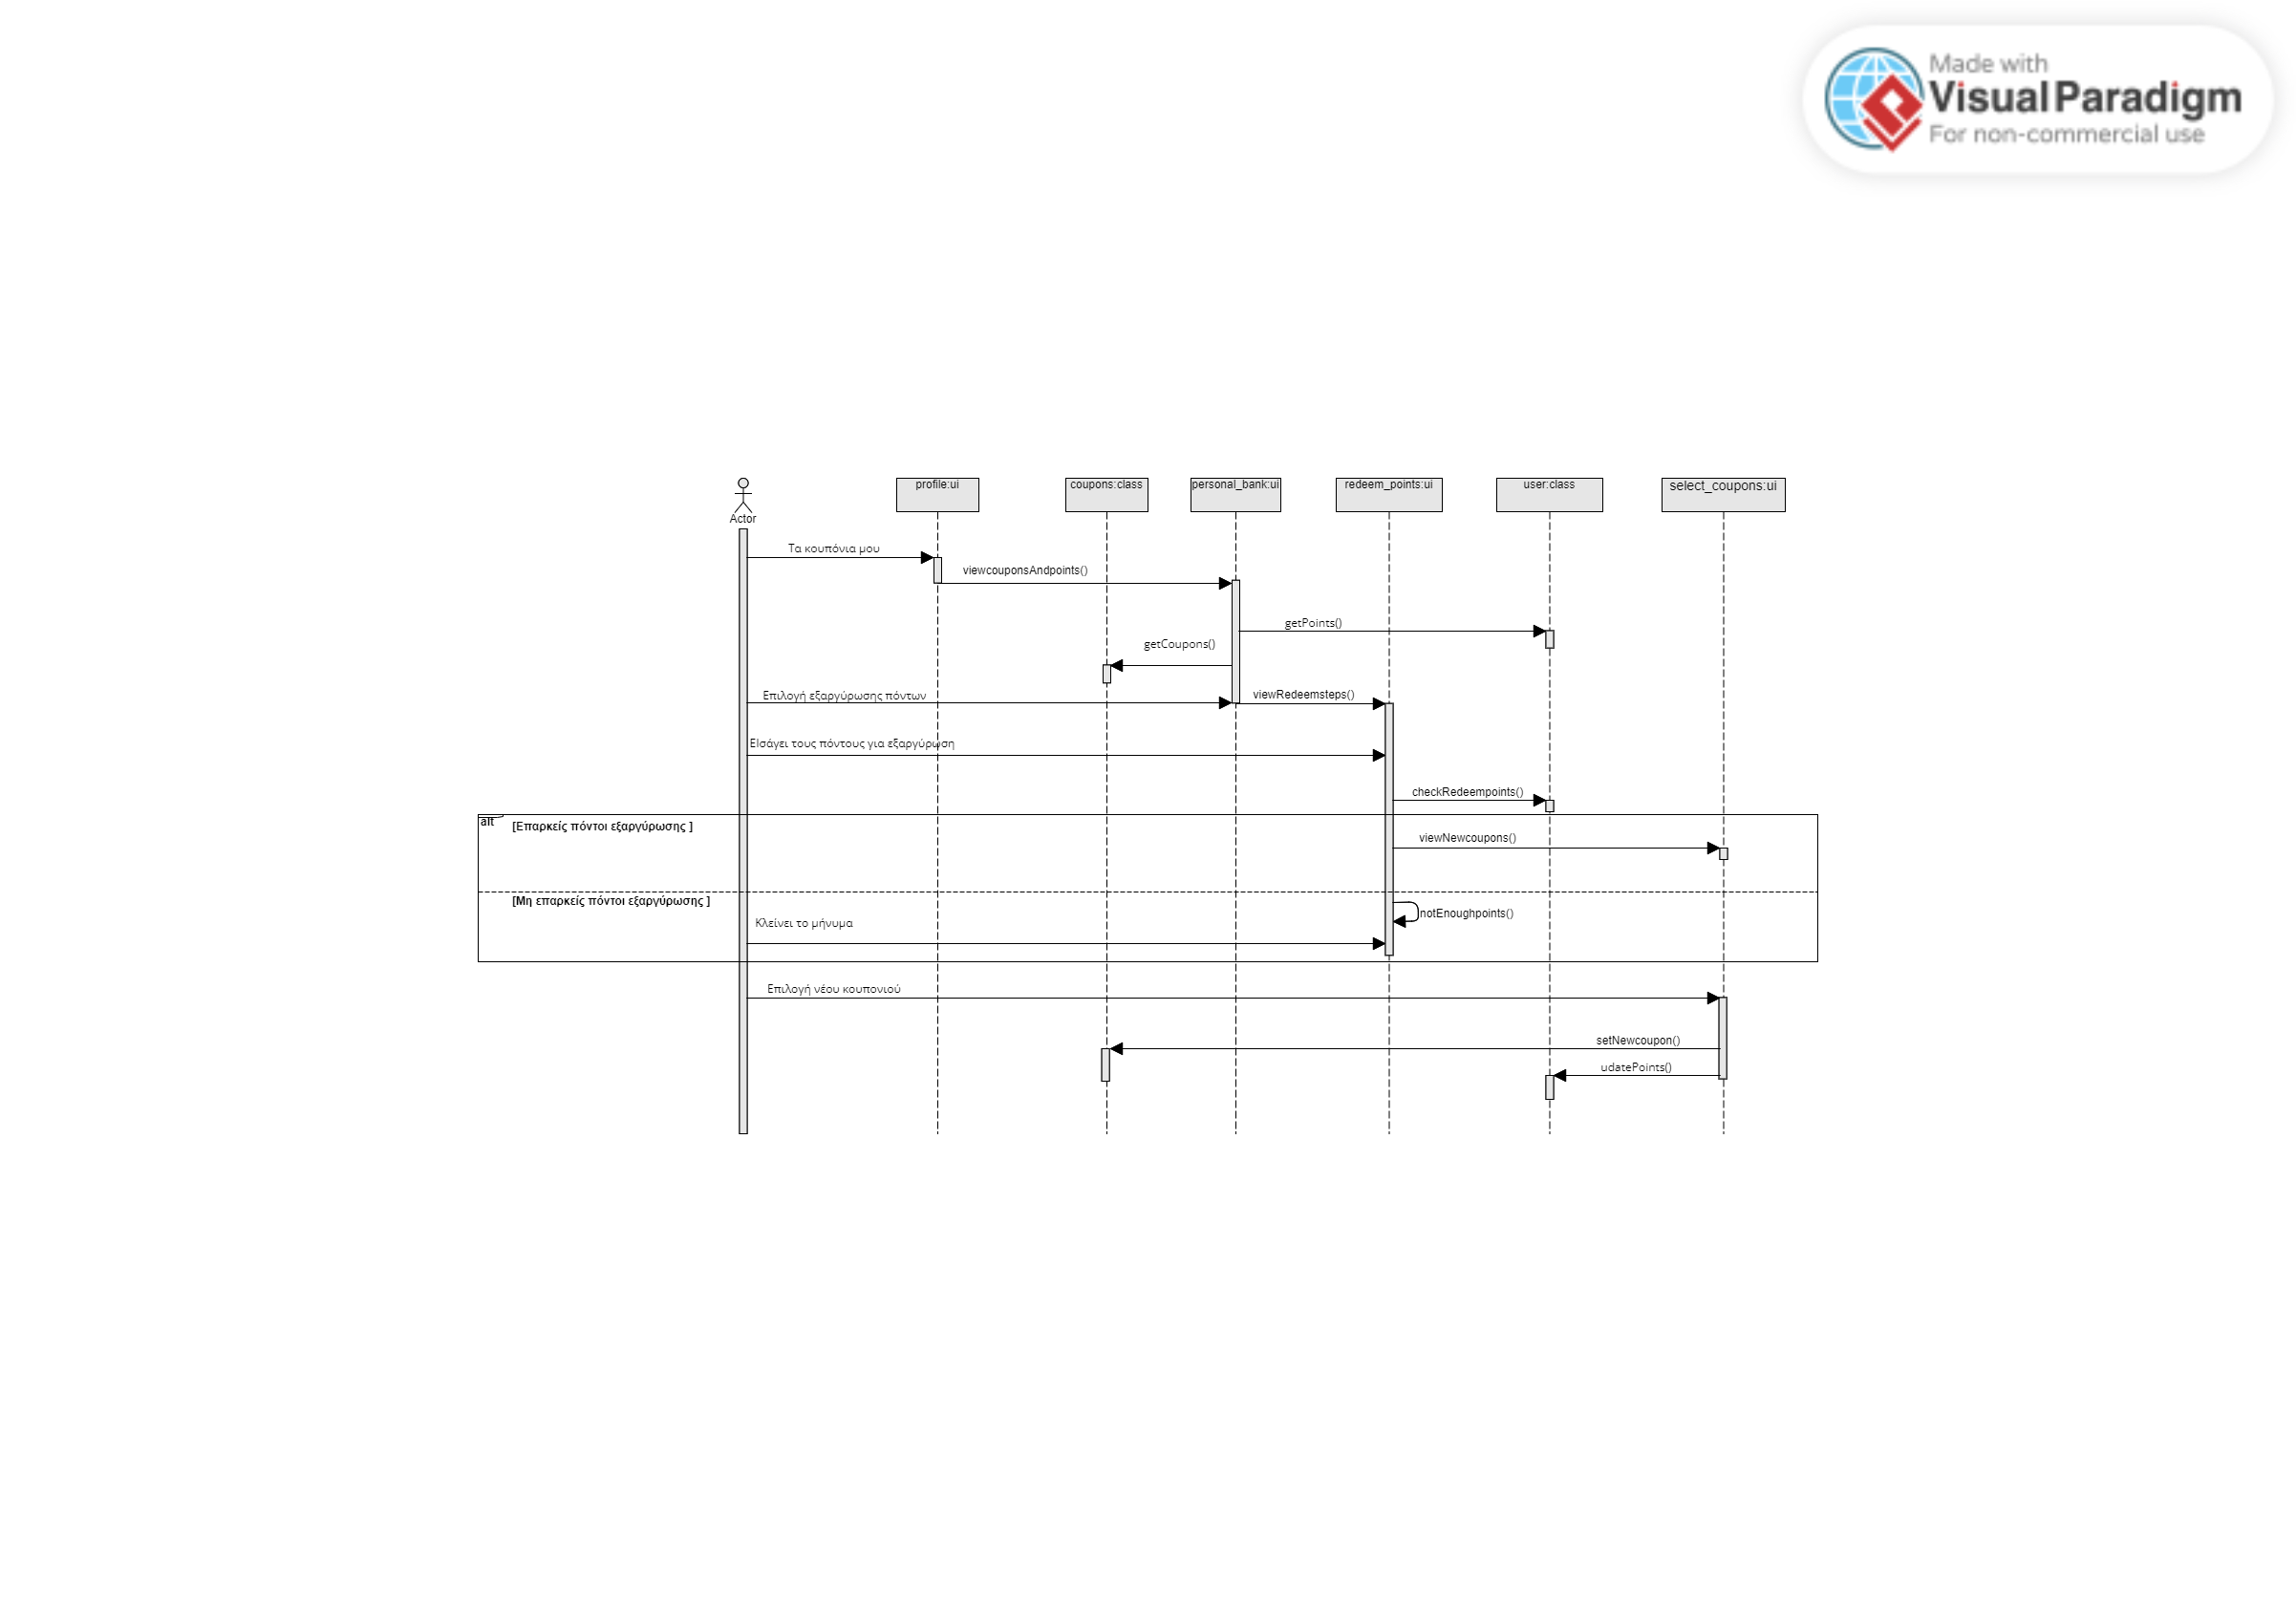 Made with
Visual Paradigm
For non-commercial use
Actor
profile:ui
coupons:class
personal_bank:ui
redeem_points:ui
user:class
select_coupons:ui
Τα κουπόνια μου
viewcouponsAndpoints()
getPoints()
getCoupons()
Επιλογή εξαργύρωσης πόντων
viewRedeemsteps()
ΕΙσάγει τους πόντους για εξαργύρωση
checkRedeempoints()
alt
[Επαρκείς πόντοι εξαργύρωσης ]
viewNewcoupons()
[Μη επαρκείς πόντοι εξαργύρωσης ]
notEnoughpoints()
Κλείνει το μήνυμα
Επιλογή νέου κουπονιού
setNewcoupon()
udatePoints()